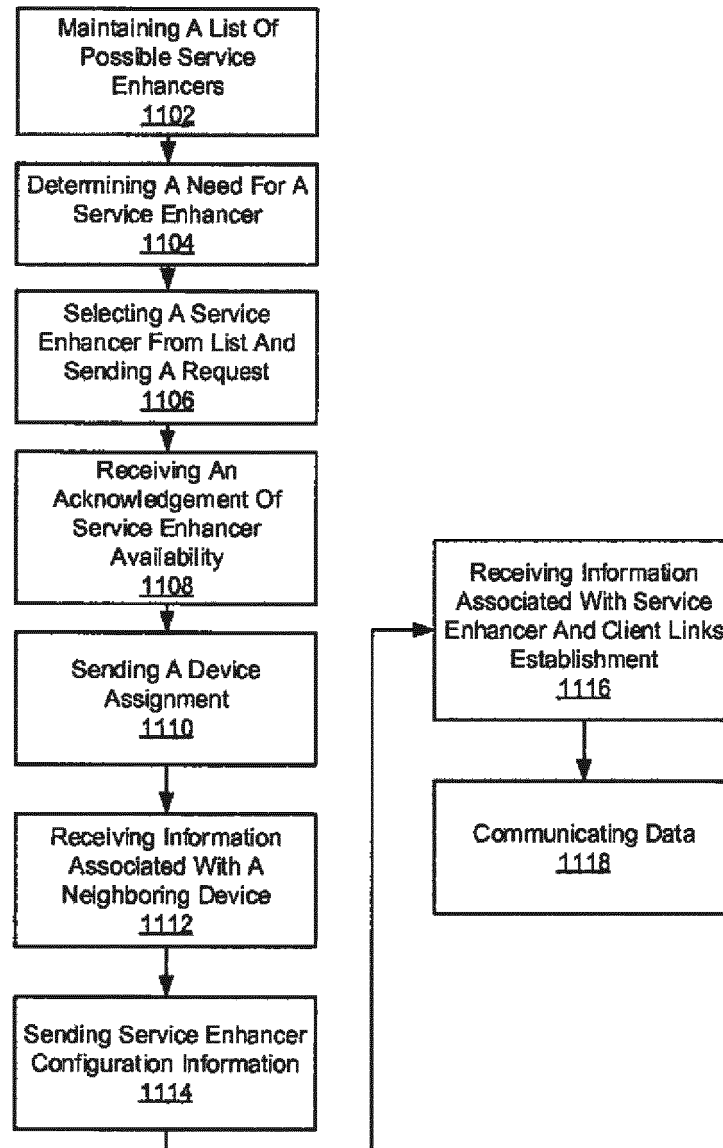 Maintaining A List Of
Possible Service
Enhancers
1102
Determining A Need For A
Service Enhancer
1104
Selecting A Service
Enhancer From List And
Sending A Request
1106
Receiving An
Acknowledgement Of
Service Enhancer
Availability
1108
Sending A Device
Assignment
1110
Receiving Information
Associated With A
Neighboring Device
1112
Sending Service Enhancer
Configuration Information
1114
Receiving Information
Associated With Service
Enhancer And Client Links
Establishment
1116
Communicating Data
1118